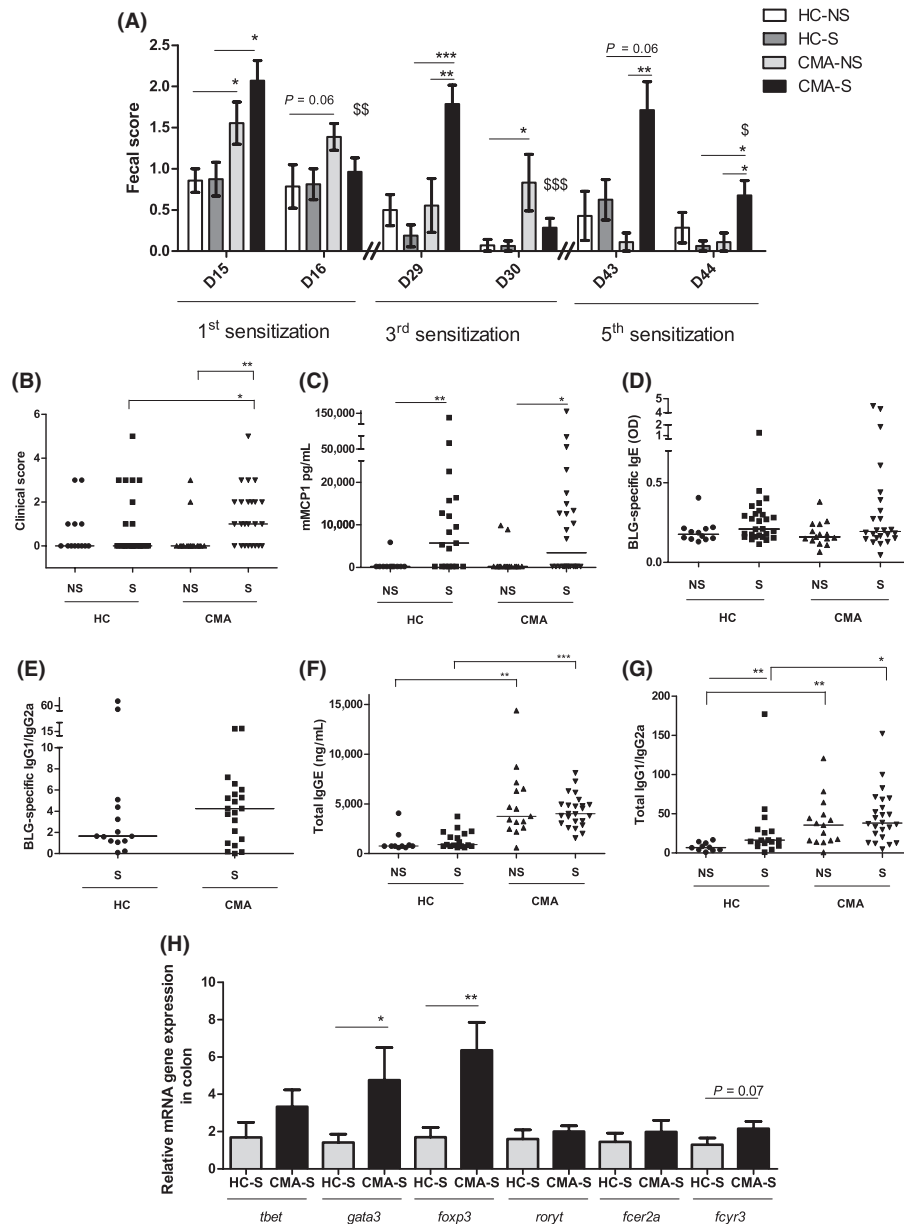 (A)
HC-NS
HC-S
CMA-NS
CMA-S
Fecal score
2.5
2.0
1.5
1.0
0.5
0.0
*
*
P = 0.06
$$
***
**
*
$$$
P = 0.06
**
$
*
*
D15 D16 D29 D30 D43 D44
1st sensitization 3rd sensitization 5th sensitization
(B)
Clinical score
6
4
2
0
**
*
NS S NS S
HC CMA
(C)
mMCP1 pg/mL
150,000
50,000
20,000
10,000
0
** *
NS S NS S
HC CMA
(D)
BLG-specific IgE (OD)
5
4
2
1
0.5
0.0
NS S NS S
HC CMA
(E)
BLG-specific IgG1/IgG2a
60
15
8
6
4
2
0
S S
HC CMA
(F)
Total IgGE (ng/mL)
15,000
10,000
5,000
0
***
**
NS S NS S
HC CMA
(G)
Total IgG1/IgG2a
200
150
100
50
0
** *
**
NS S NS S
HC CMA
(H)
Relative mRNA gene expression
in colon
10
8
6
4
2
0
*
**
P = 0.07
HC-S CMA-S HC-S CMA-S HC-S CMA-S HC-S CMA-S HC-S CMA-S HC-S CMA-S
tbet gata3 foxp3 roryt fcer2a fcyr3